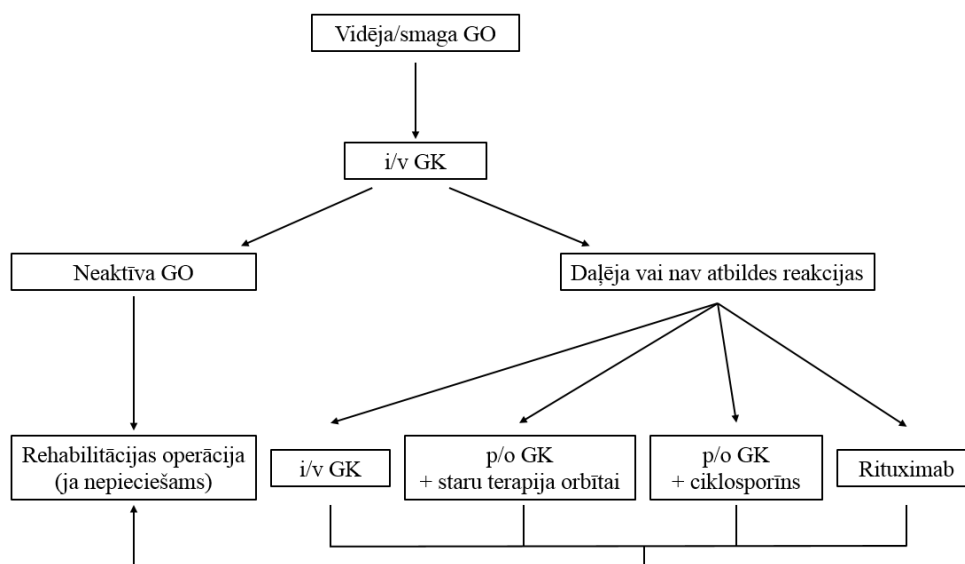 Vidēja/smaga GO
i/v GK
Neaktīva GO
Daļēja vai nav atbildes reakcijas
Rehabilitācijas operācija
(ja nepieciešams)
i/v GK
p/o GK
+ staru terapija orbītai
p/o GK
+ ciklosporīns
Rituximab